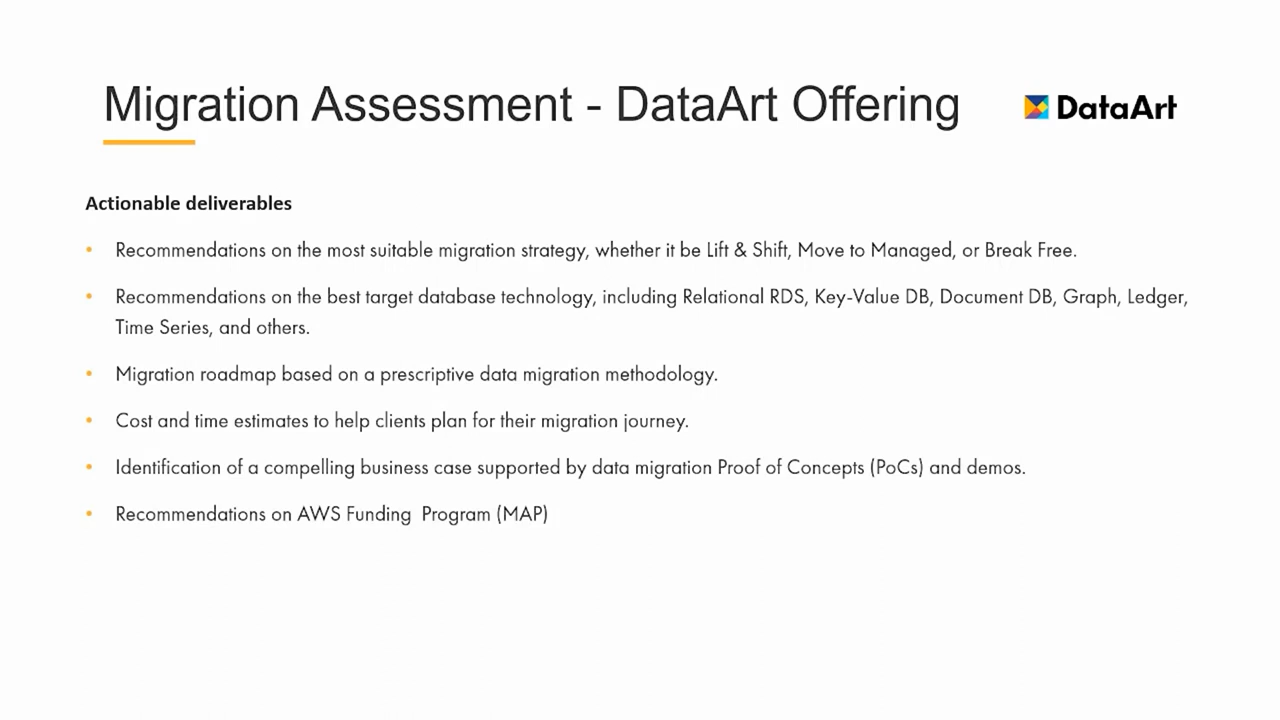 Migration Assessment - DataArt Offering
DataArt
Actionable deliverables
• Recommendations on the most suitable migration strategy, whether it be Lift & Shift, Move to Managed, or Break Free.
• Recommendations on the best target database technology, including Relational RDS, Key-Value DB, Document DB, Graph, Ledger,
Time Series, and others.
• Migration roadmap based on a prescriptive data migration methodology.
• Cost and time estimates to help clients plan for their migration journey.
• Identification of a compelling business case supported by data migration Proof of Concepts (PoCs) and demos.
• Recommendations on AWS Funding  Program (MAP)